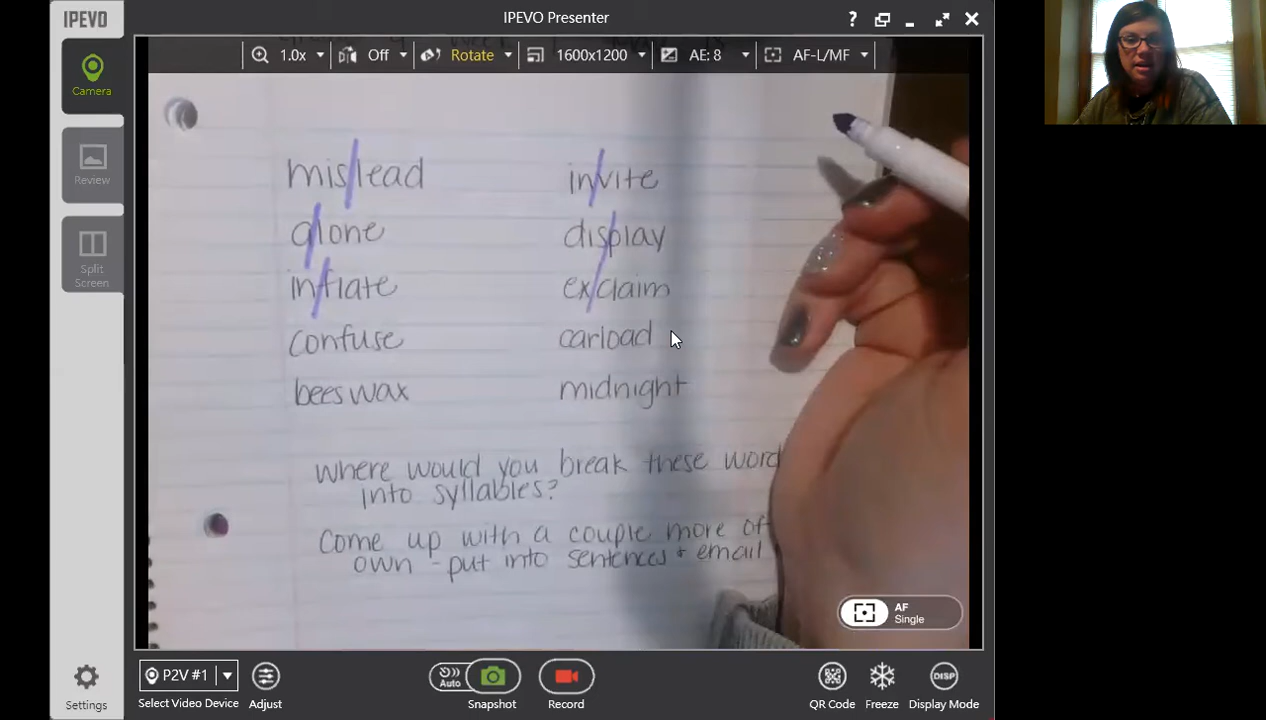 IPEVO
IPEVO Presenter
?
Camera
Review
Split
Screen
Settings
1.0x
Off
Rotate
1600x1200
AE: 8
AF-L/MF
mislead
alone
inflate
confuse
beeswax
invite
display
exclaim
carload
midnight
where would you break these word
into syllables?
Come up with a couple more of
own - put into sentences + email
AF
Single
P2V #1
Select Video Device
Adjust
Auto
Snapshot
Record
QR Code
Freeze
DISP
Display Mode